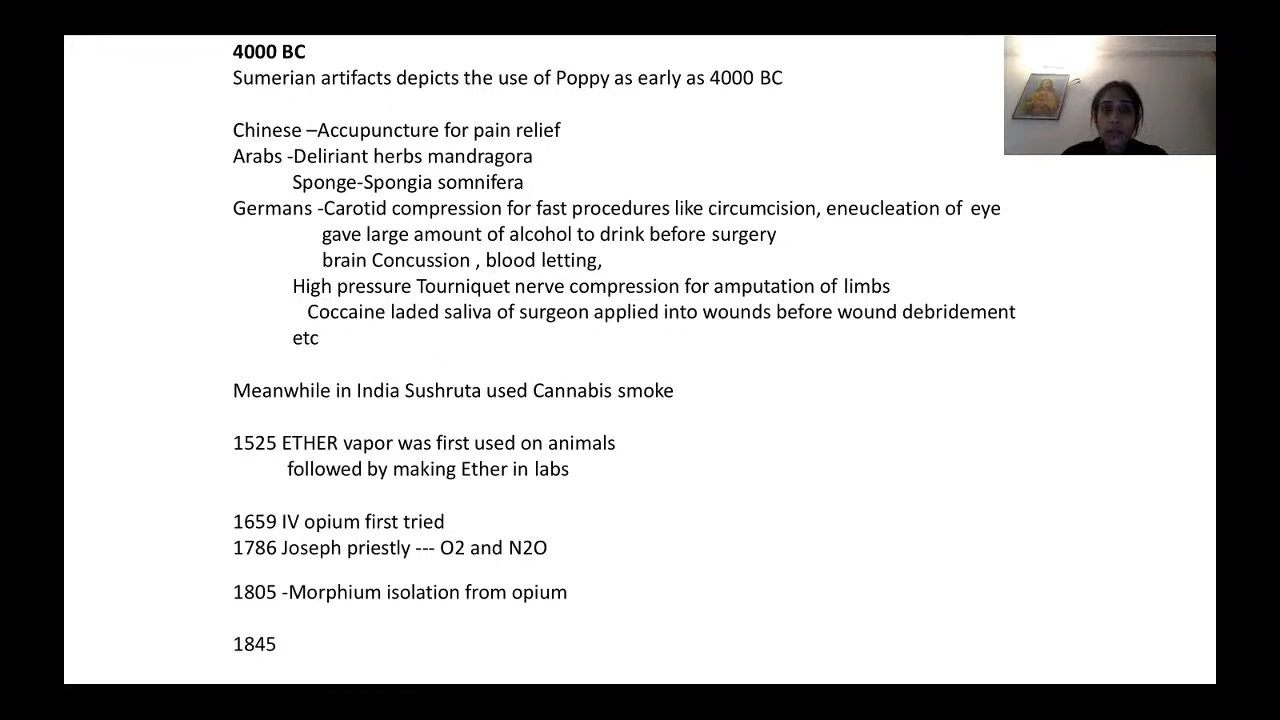 4000 BC
Sumerian artifacts depicts the use of Poppy as early as 4000 BC
Chinese –Accupuncture for pain relief
Arabs -Deliriant herbs mandragora
Sponge-Spongia somnifera
Germans -Carotid compression for fast procedures like circumcision, eneucleation of eye
gave large amount of alcohol to drink before surgery
brain Concussion , blood letting,
High pressure Tourniquet nerve compression for amputation of limbs
Coccaine laded saliva of surgeon applied into wounds before wound debridement
etc
Meanwhile in India Sushruta used Cannabis smoke
1525 ETHER vapor was first used on animals
followed by making Ether in labs
1659 IV opium first tried
1786 Joseph priestly --- O2 and N2O
1805 -Morphium isolation from opium
1845